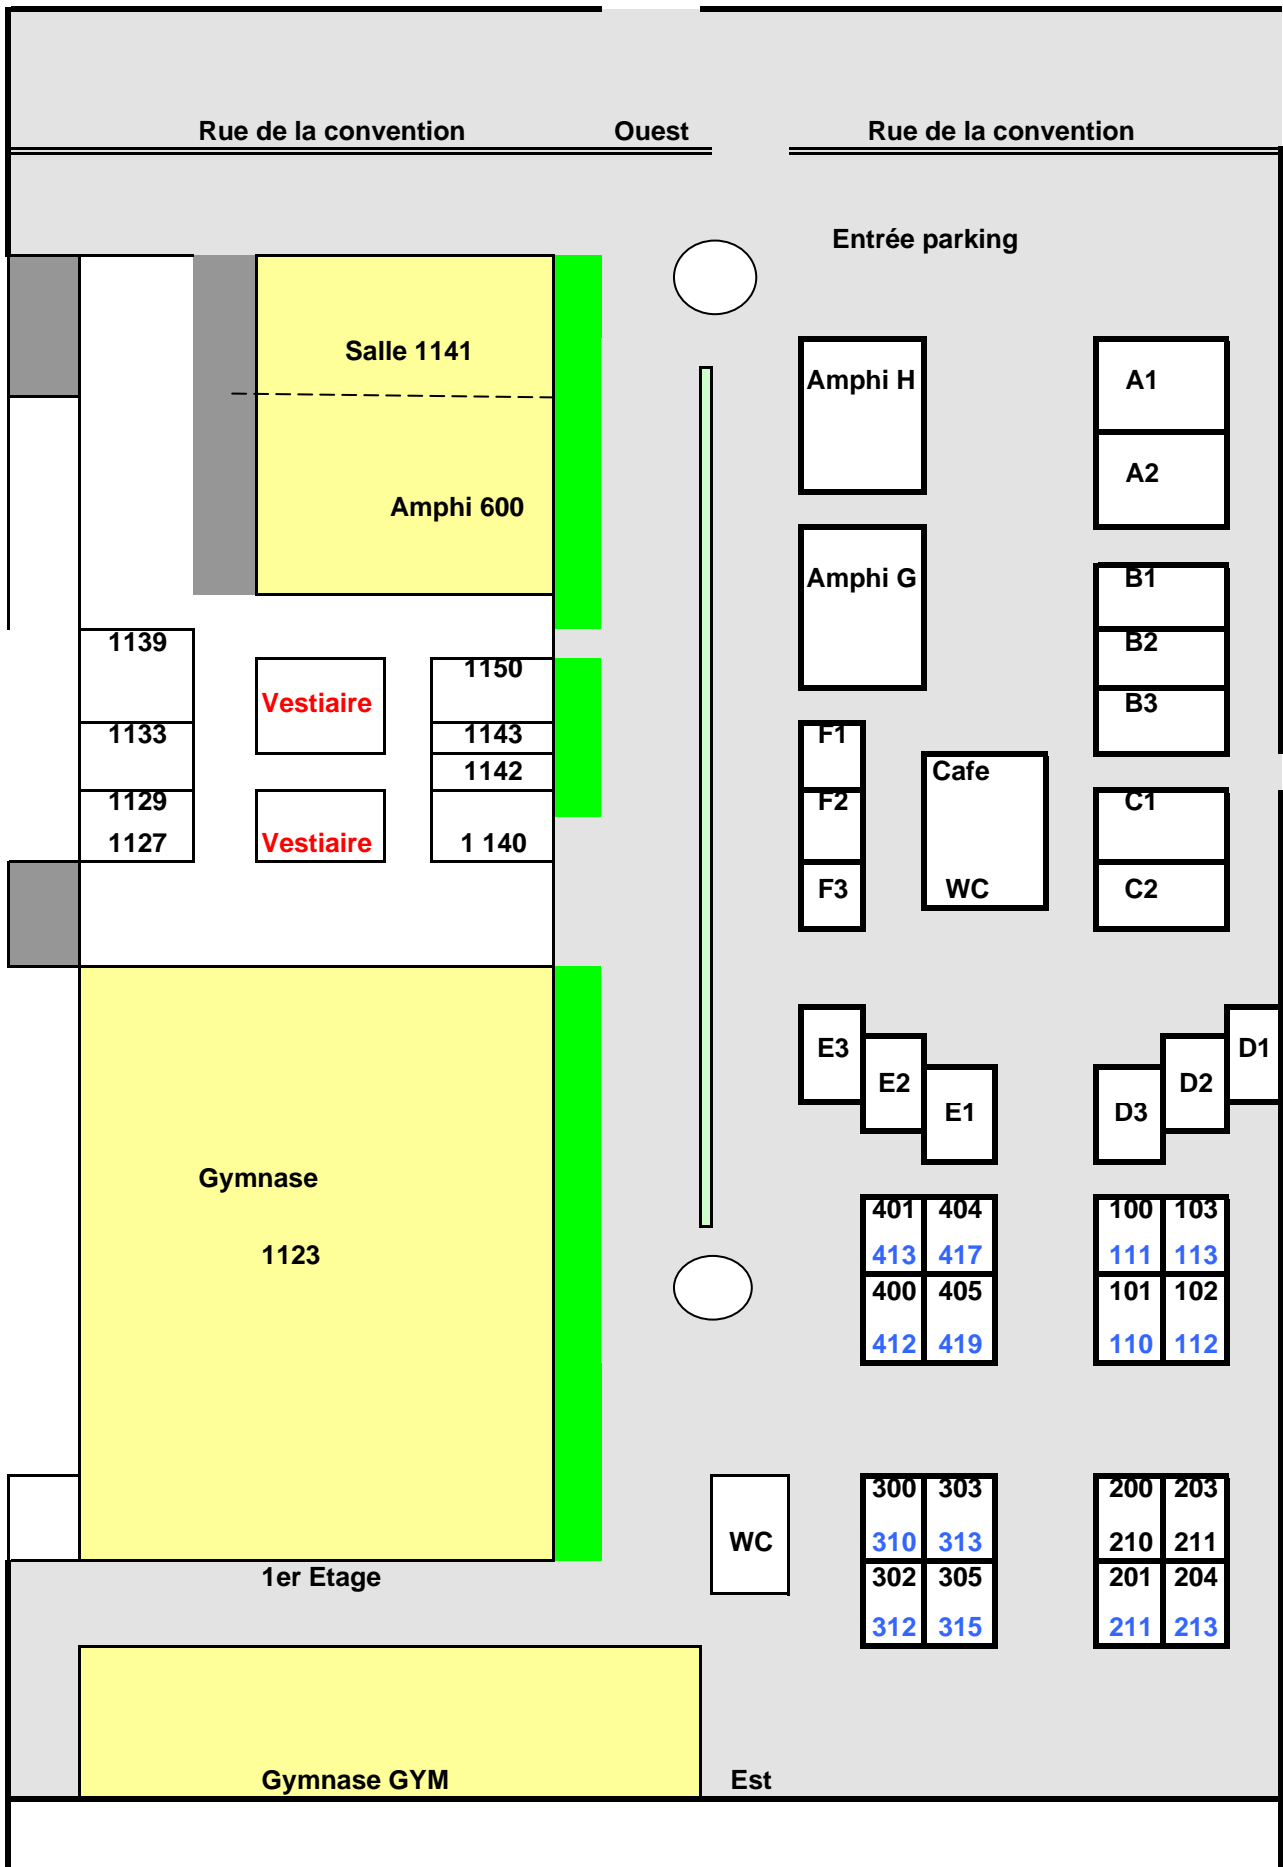 Rue de la convention Ouest Rue de la convention
Entrée parking
Salle 1141
Amphi H A1
A2
Amphi 600
Amphi G B1
1139 B2
1150
Vestiaire B3
1133 1143 F1
1142 Cafe
1129 F2 C1
1127 Vestiaire 1 140
F3 WC C2
E3 D1
E2 D2
E1 D3
Gymnase
401 404 100 103
1123 413 417 111 113
400 405 101 102
412 419 110 112
300 303 200 203
WC 310 313 210 211
1er Etage 302 305 201 204
312 315 211 213
Gymnase GYM Est